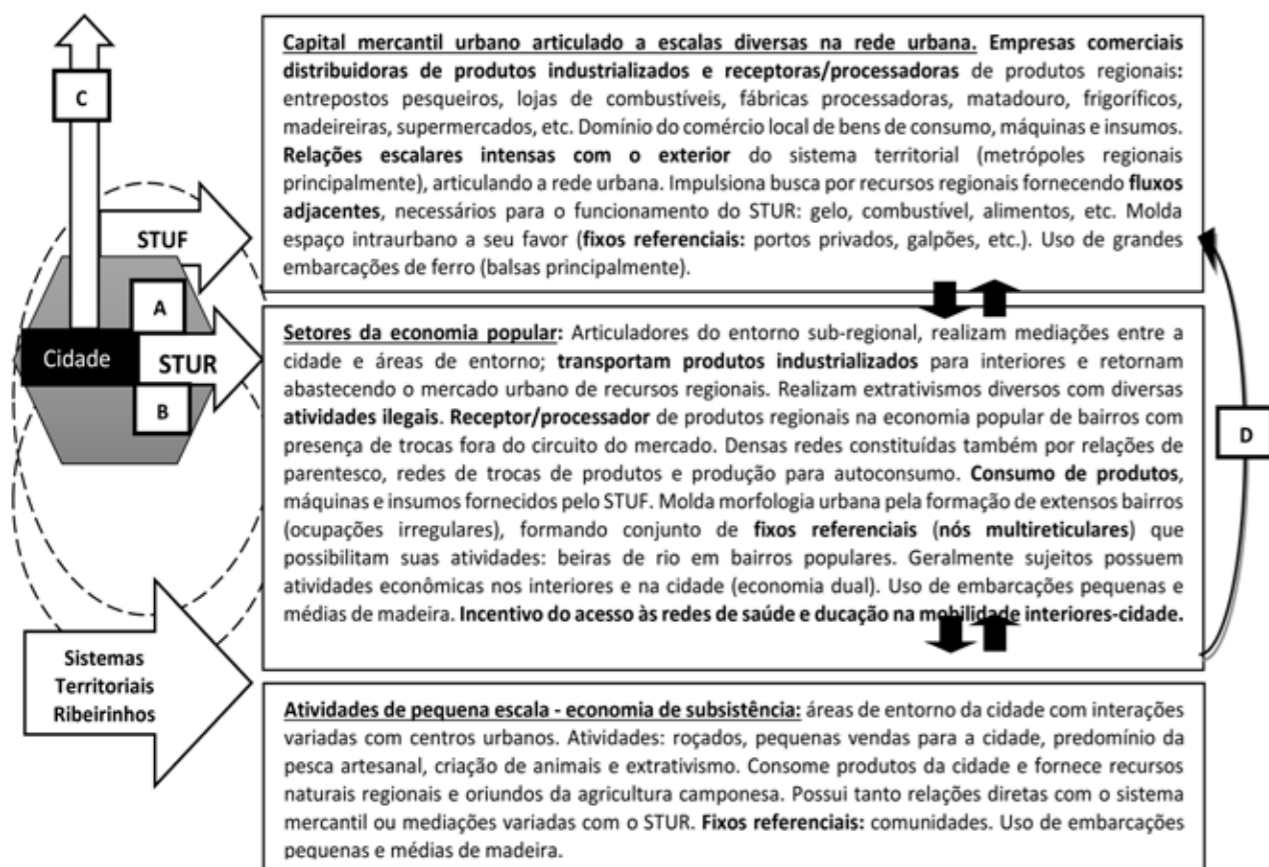 C
Capital mercantil urbano articulado a escalas diversas na rede urbana. Empresas comerciais
distribuidoras de produtos industrializados e receptoras/processadoras de produtos regionais:
entrepostos pesqueiros, lojas de combustíveis, fábricas processadoras, matadouro, frigoríficos,
madeireiras, supermercados, etc. Domínio do comércio local de bens de consumo, máquinas e insumos.
Relações escalares intensas com o exterior do sistema territorial (metrópoles regionais
principalmente), articulando a rede urbana. Impulsiona busca por recursos regionais fornecendo fluxos
adjacentes, necessários para o funcionamento do STUR: gelo, combustível, alimentos, etc. Molda
espaço intraurbano a seu favor (fixos referenciais: portos privados, galpões, etc.). Uso de grandes
embarcações de ferro (balsas principalmente).
STUF
A
Cidade
STUR
B
Setores da economia popular: Articuladores do entorno sub-regional, realizam mediações entre a
cidade e áreas de entorno; transportam produtos industrializados para interiores e retornam
abastecendo o mercado urbano de recursos regionais. Realizam extrativismos diversos com diversas
atividades ilegais. Receptor/processador de produtos regionais na economia popular de bairros com
presença de trocas fora do circuito do mercado. Densas redes constituídas também por relações de
parentesco, redes de trocas de produtos e produção para autoconsumo. Consumo de produtos,
máquinas e insumos fornecidos pelo STUF. Molda morfologia urbana pela formação de extensos bairros
(ocupações irregulares), formando conjunto de fixos referenciais (nós multireticulares) que
possibilitam suas atividades: beiras de rio em bairros populares. Geralmente sujeitos possuem
atividades econômicas nos interiores e na cidade (economia dual). Uso de embarcações pequenas e
médias de madeira. Incentivo do acesso às redes de saúde e ducação na mobilidade interiores-cidade.
D
Sistemas
Territoriais
Ribeirinhos
Atividades de pequena escala - economia de subsistência: áreas de entorno da cidade com interações
variadas com centros urbanos. Atividades: roçados, pequenas vendas para a cidade, predomínio da
pesca artesanal, criação de animais e extrativismo. Consome produtos da cidade e fornece recursos
naturais regionais e oriundos da agricultura camponesa. Possui tanto relações diretas com o sistema
mercantil ou mediações variadas com o STUR. Fixos referenciais: comunidades. Uso de embarcações
pequenas e médias de madeira.